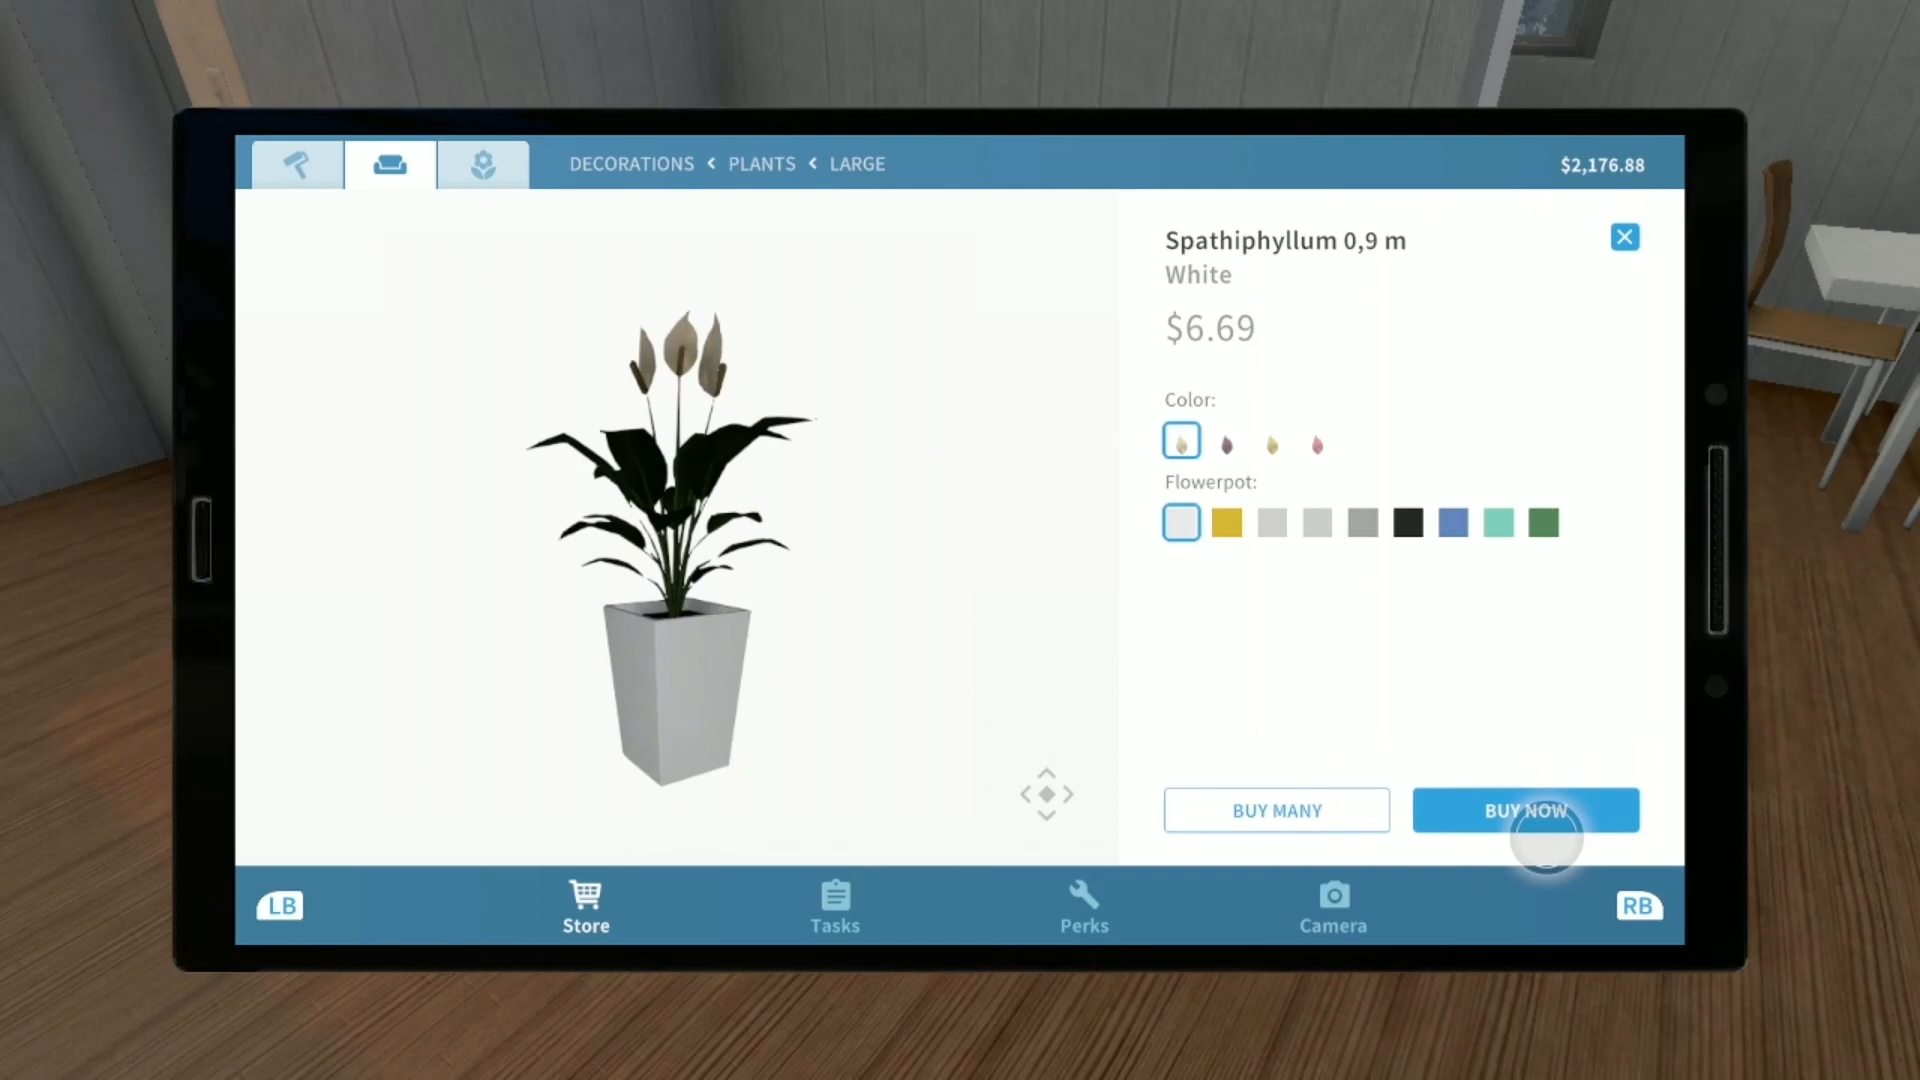 DECORATIONS < PLANTS < LARGE
$2,176.88
Spathiphyllum 0,9 m
White
$6.69
Color:
Flowerpot:
BUY MANY
BUY NOW
LB
Store
Tasks
Perks
Camera
RB